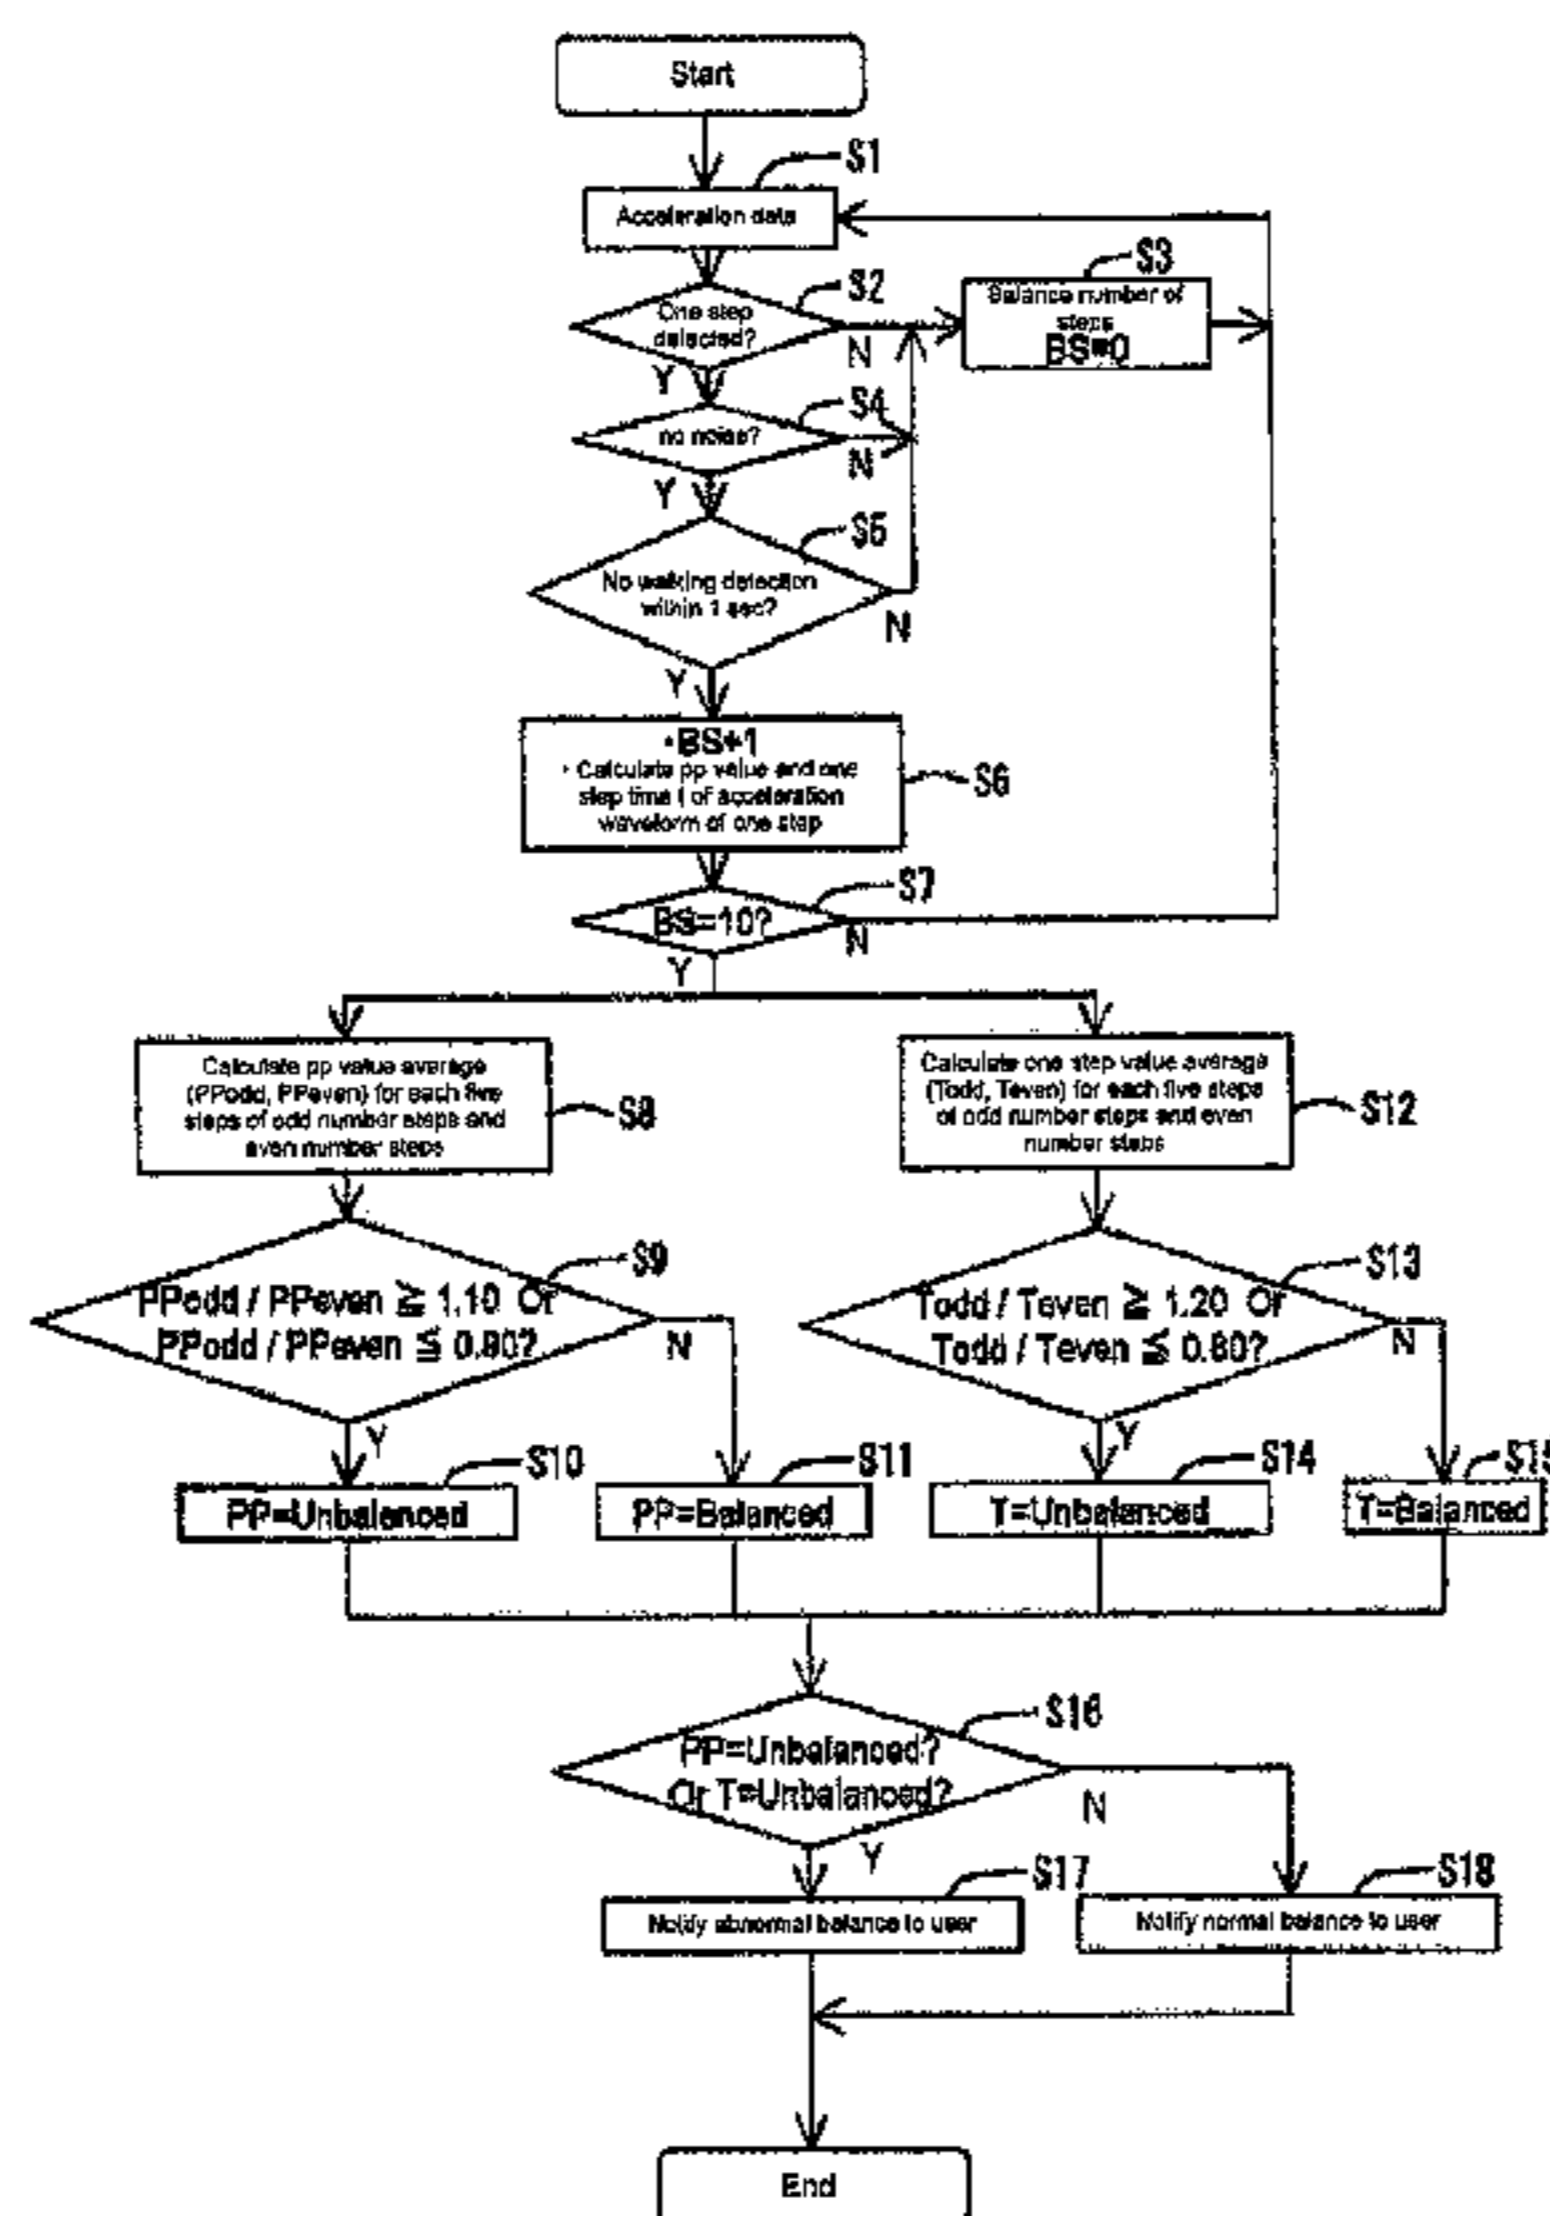 Start
S1
Acceleration data
S2
One step
detected?
N
Y
S3
Balance number of
steps
BS=0
S4
no noise?
N
Y
S5
No walking detection
within 1 sec?
N
Y
・BS+1
・Calculate pp value and one
step time t of acceleration
waveform of one step
S6
S7
BS=10?
N
Y
Calculate pp value average
(PPodd, PPeven) for each five
steps of odd number steps and
even number steps
S8
Calculate one step value average
(Todd, Teven) for each five steps
of odd number steps and even
number steps
S12
S9
PPodd / PPeven ≧ 1.10 Or
PPodd / PPeven ≦
N
Y
S13
Todd / Teven ≧ 1.20 Or
Todd / Teven ≦
N
Y
S10
PP=Unbalanced
S11
PP=Balanced
S14
T=Unbalanced
S15
T=Balanced
S16
PP=Unbalanced?
Or T=Unbalanced?
N
Y
S17
Notify abnormal balance to user
S18
Notify normal balance to user
End